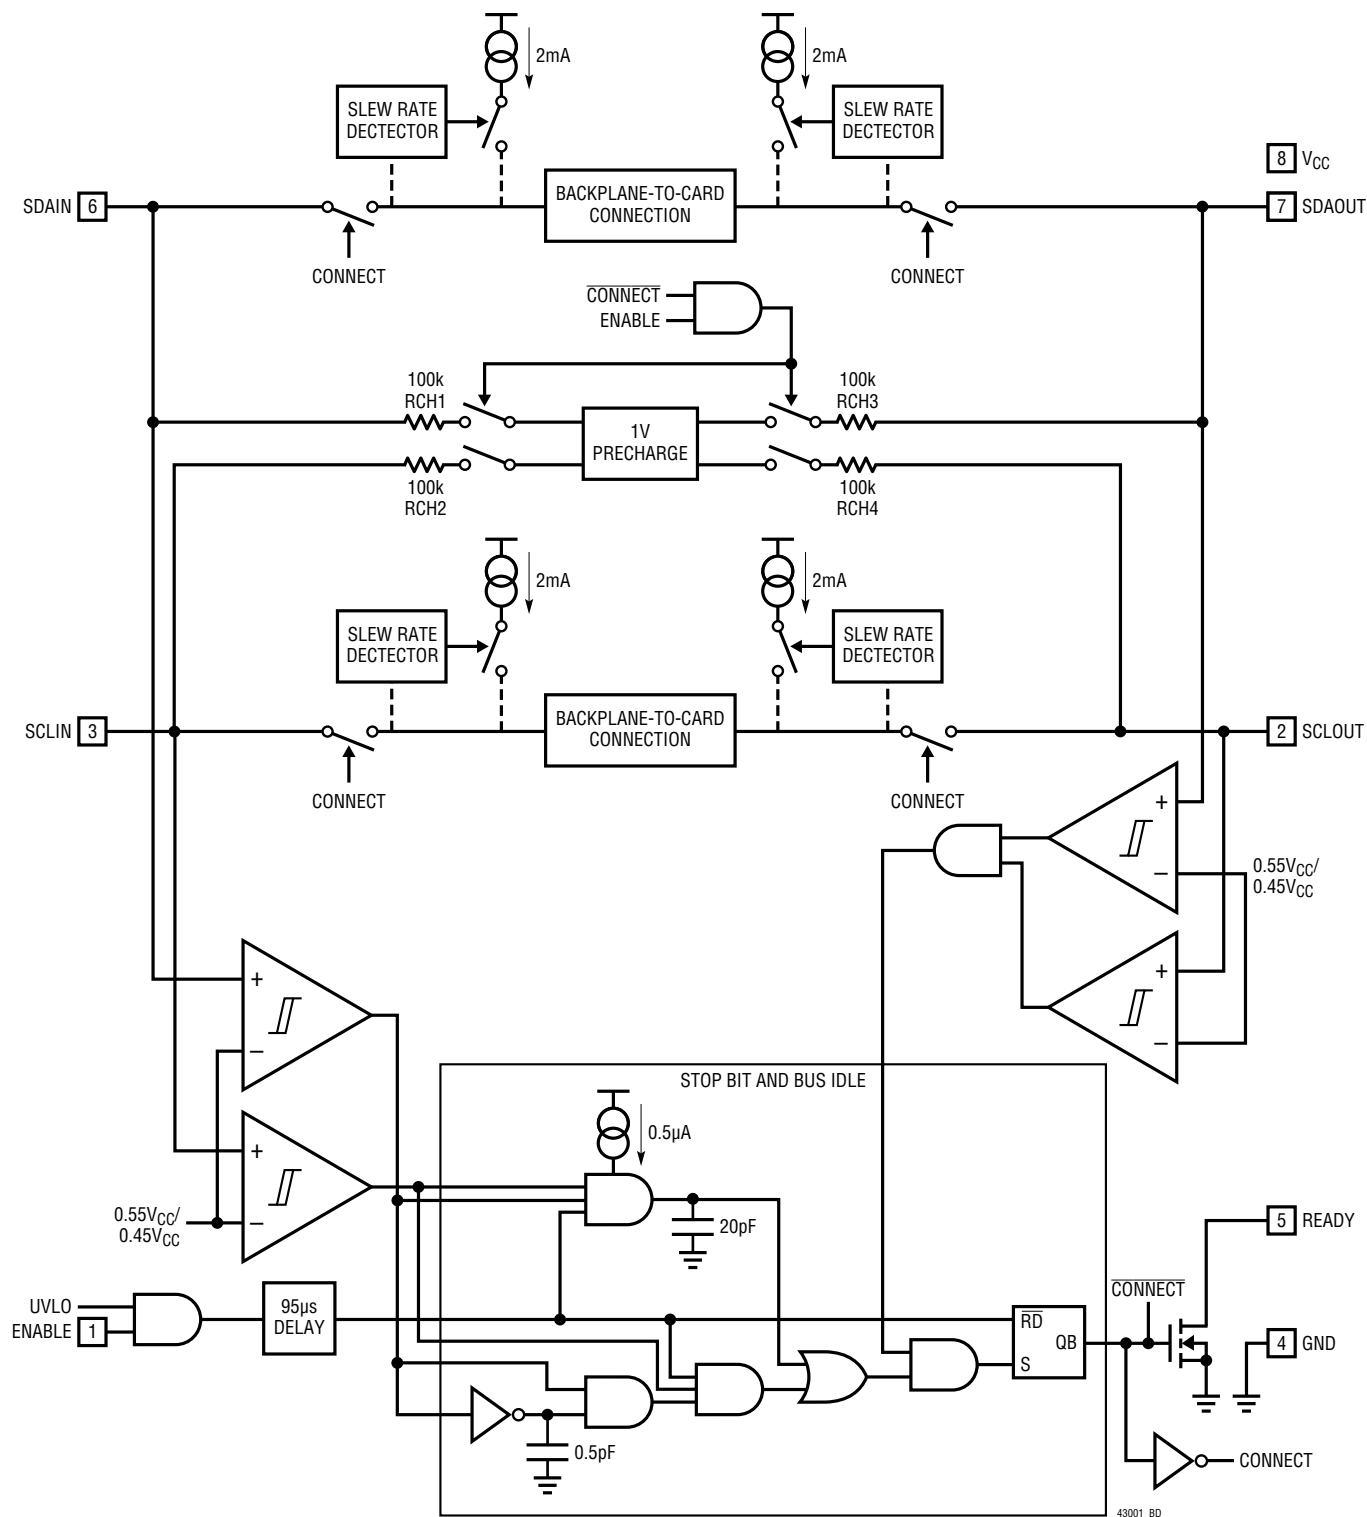 2mA
2mA
SLEW RATE
DECTECTOR
SLEW RATE
DECTECTOR
8 VCC
SDAIN 6
BACKPLANE-TO-CARD
CONNECTION
7 SDAOUT
CONNECT
CONNECT
CONNECT
ENABLE
100k
RCH1
100k
RCH3
1V
PRECHARGE
100k
RCH2
100k
RCH4
2mA
2mA
SLEW RATE
DECTECTOR
SLEW RATE
DECTECTOR
SCLIN 3
BACKPLANE-TO-CARD
CONNECTION
2 SCLOUT
CONNECT
CONNECT
+
–
0.55VCC/
0.45VCC
+
–
+
–
STOP BIT AND BUS IDLE
0.5µA
+
–
0.55VCC/
0.45VCC
20pF
5 READY
UVLO
ENABLE 1
95µs
DELAY
CONNECT
RD
QB
S
4 GND
0.5pF
CONNECT
43001 BD